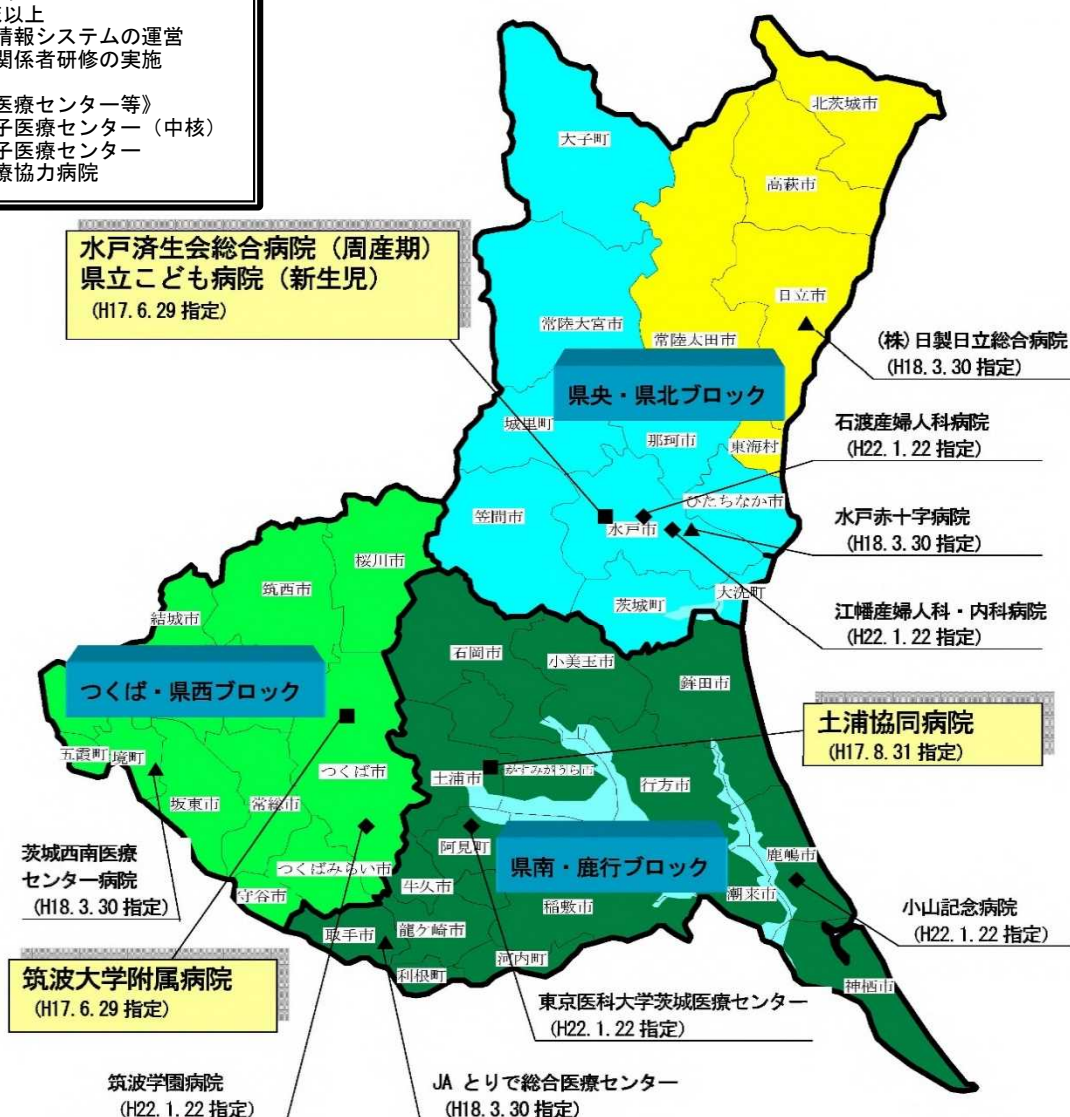 以上
情報システムの運営
関係者研修の実施
医療センター等》
子医療センター（中核）
子医療センター
療協力病院
北茨城市
大子町
高萩市
水戸済生会総合病院（周産期）
県立こども病院（新生児）
(H17.6.29 指定)
日立市
常陸大宮市
常陸太田市
(株)日製日立総合病院
(H18.3.30 指定)
県央・県北ブロック
石渡産婦人科病院
(H22.1.22 指定)
城里町
那珂市
東海村
ひたちなか市
笠間市
水戸市
水戸赤十字病院
(H18.3.30 指定)
桜川市
筑西市
茨城町
大洗町
江幡産婦人科・内科病院
(H22.1.22 指定)
結城市
石岡市
小美玉市
鉾田市
つくば・県西ブロック
土浦協同病院
(H17.8.31 指定)
五霞町
境町
つくば市
土浦市
かすみがうら市
行方市
坂東市
常総市
阿見町
県南・鹿行ブロック
鹿嶋市
茨城西南医療
センター病院
(H18.3.30 指定)
つくばみらい市
守谷市
牛久市
稲敷市
潮来市
小山記念病院
(H22.1.22 指定)
取手市
龍ケ崎市
利根町
河内町
神栖市
筑波大学附属病院
(H17.6.29 指定)
東京医科大学茨城医療センター
(H22.1.22 指定)
筑波学園病院
(H22.1.22 指定)
JA とりで総合医療センター
(H18.3.30 指定)